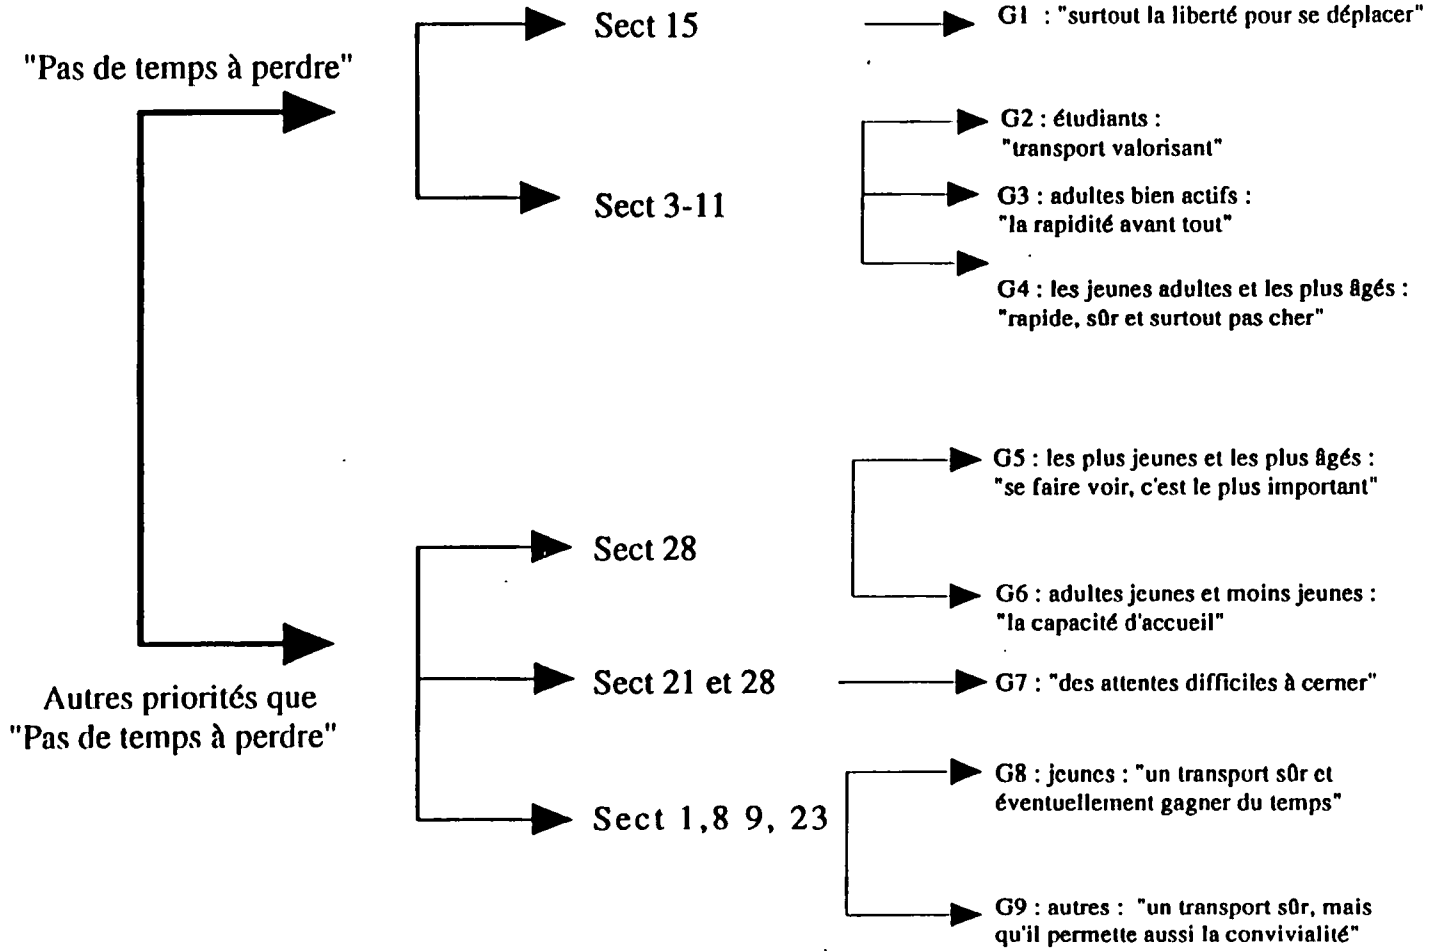 "Pas de temps à perdre"
Sect 15
G1 : "surtout la liberté pour se déplacer"
Sect 3-11
G2 : étudiants :
"transport valorisant"
G3 : adultes bien actifs :
"la rapidité avant tout"
G4 : les jeunes adultes et les plus âgés :
"rapide, sûr et surtout pas cher"
Autres priorités que
"Pas de temps à perdre"
Sect 28
G5 : les plus jeunes et les plus âgés :
"se faire voir, c'est le plus important"
G6 : adultes jeunes et moins jeunes :
"la capacité d'accueil"
Sect 21 et 28
G7 : "des attentes difficiles à cerner"
Sect 1,8 9, 23
G8 : jeunes : "un transport sûr et
éventuellement gagner du temps"
G9 : autres : "un transport sûr, mais
qu'il permette aussi la convivialité"